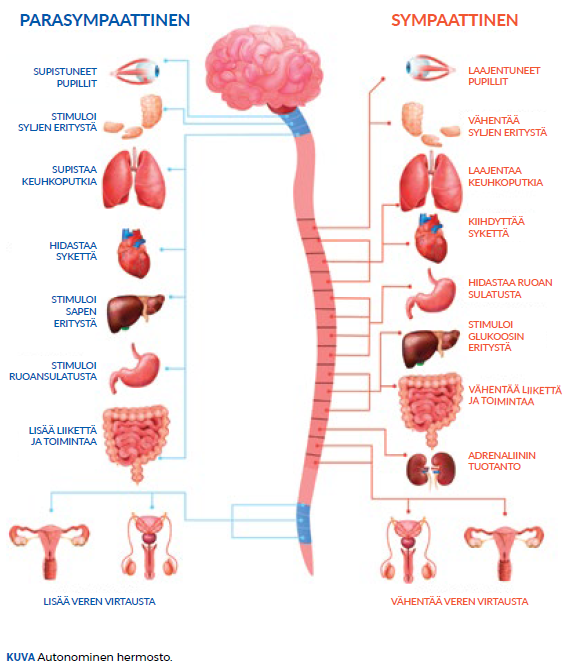 PARASYMPAATTINEN
SUPISTUNEET
PUPILLIT
STIMULOI
SYLJEN ERITYSTÄ
SUPISTAA
KEUHKOPUTKIA
HIDASTAA
SYKETTÄ
STIMULOI
SAPEN
ERITYSTÄ
STIMULOI
RUOANSULATUSTA
LISÄÄ LIIKETTÄ
JA TOIMINTAA
LISÄÄ VEREN VIRTAUSTA
SYMPAATTINEN
LAAJENTUNEET
PUPILLIT
VÄHENTÄÄ
SYLJEN ERITYSTÄ
LAAJENTAA
KEUHKOPUTKIA
KIIHDYTTÄÄ
SYKETTÄ
HIDASTAA RUOAN
SULATUSTA
STIMULOI
GLUKOOSIN
ERITYSTÄ
VÄHENTÄÄ LIIKETTÄ
JA TOIMINTAA
ADRENALIININ
TUOTANTO
VÄHENTÄÄ VEREN VIRTAUSTA
KUVA Autonominen hermosto.